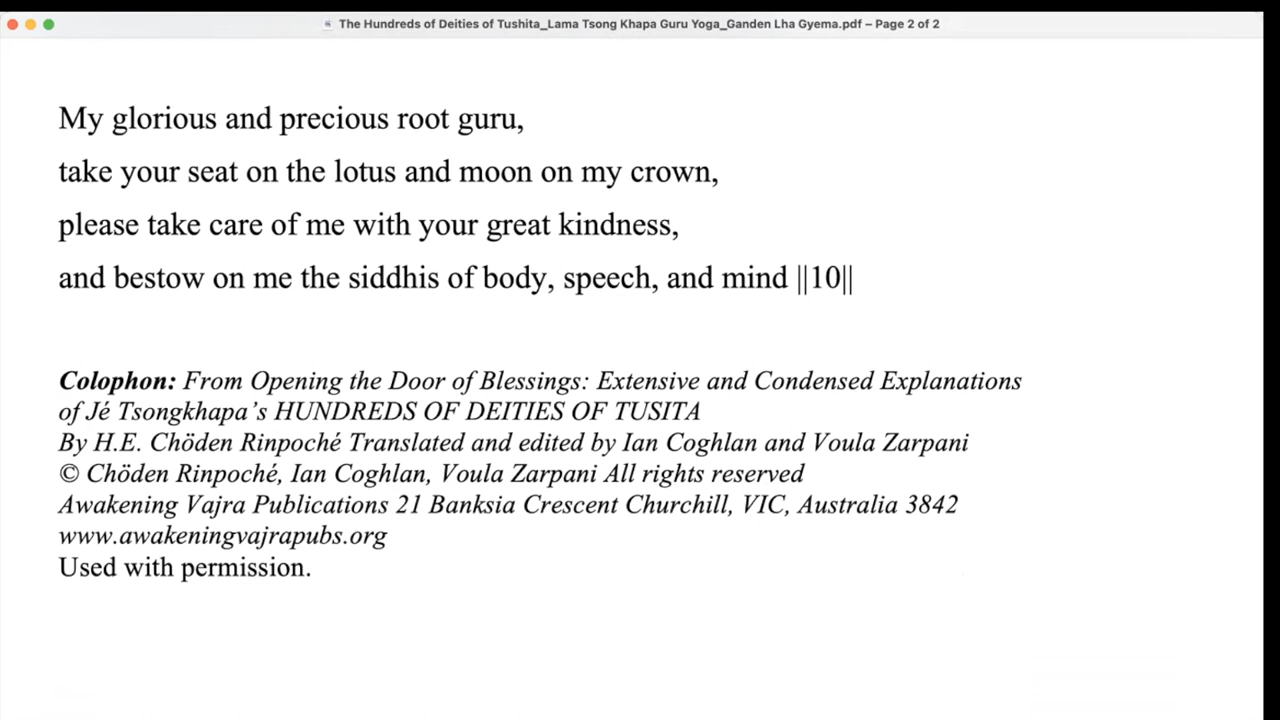 The Hundreds of Deities of Tushita_Lama Tsong Khapa Guru Yoga_Ganden Lha Gyema.pdf – Page 2 of 2
My glorious and precious root guru,
take your seat on the lotus and moon on my crown,
please take care of me with your great kindness,
and bestow on me the siddhis of body, speech, and mind ||10||
Colophon: From Opening the Door of Blessings: Extensive and Condensed Explanations
of Jé Tsongkhapa’s HUNDREDS OF DEITIES OF TUSITA
By H.E. Chöden Rinpoché Translated and edited by Ian Coghlan and Voula Zarpani
© Chöden Rinpoché, Ian Coghlan, Voula Zarpani All rights reserved
Awakening Vajra Publications 21 Banksia Crescent Churchill, VIC, Australia 3842
www.awakeningvajrapubs.org
Used with permission.